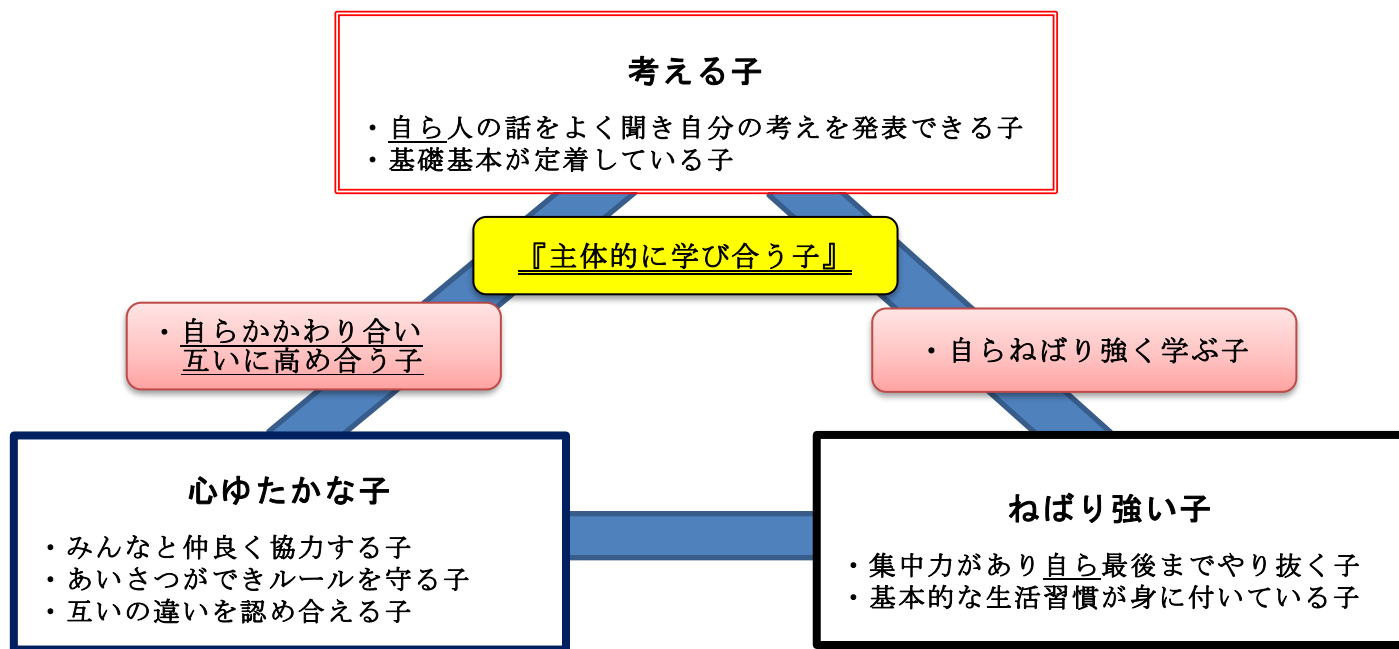 考える子
・自ら人の話をよく聞き自分の考えを発表できる子
・基礎基本が定着している子
『主体的に学び合う子』
・自らかかわり合い
互いに高め合う子
・自らねばり強く学ぶ子
心ゆたかな子
・みんなと仲良く協力する子
・あいさつができルールを守る子
・互いの違いを認め合える子
ねばり強い子
・集中力があり自ら最後までやり抜く子
・基本的な生活習慣が身に付いている子